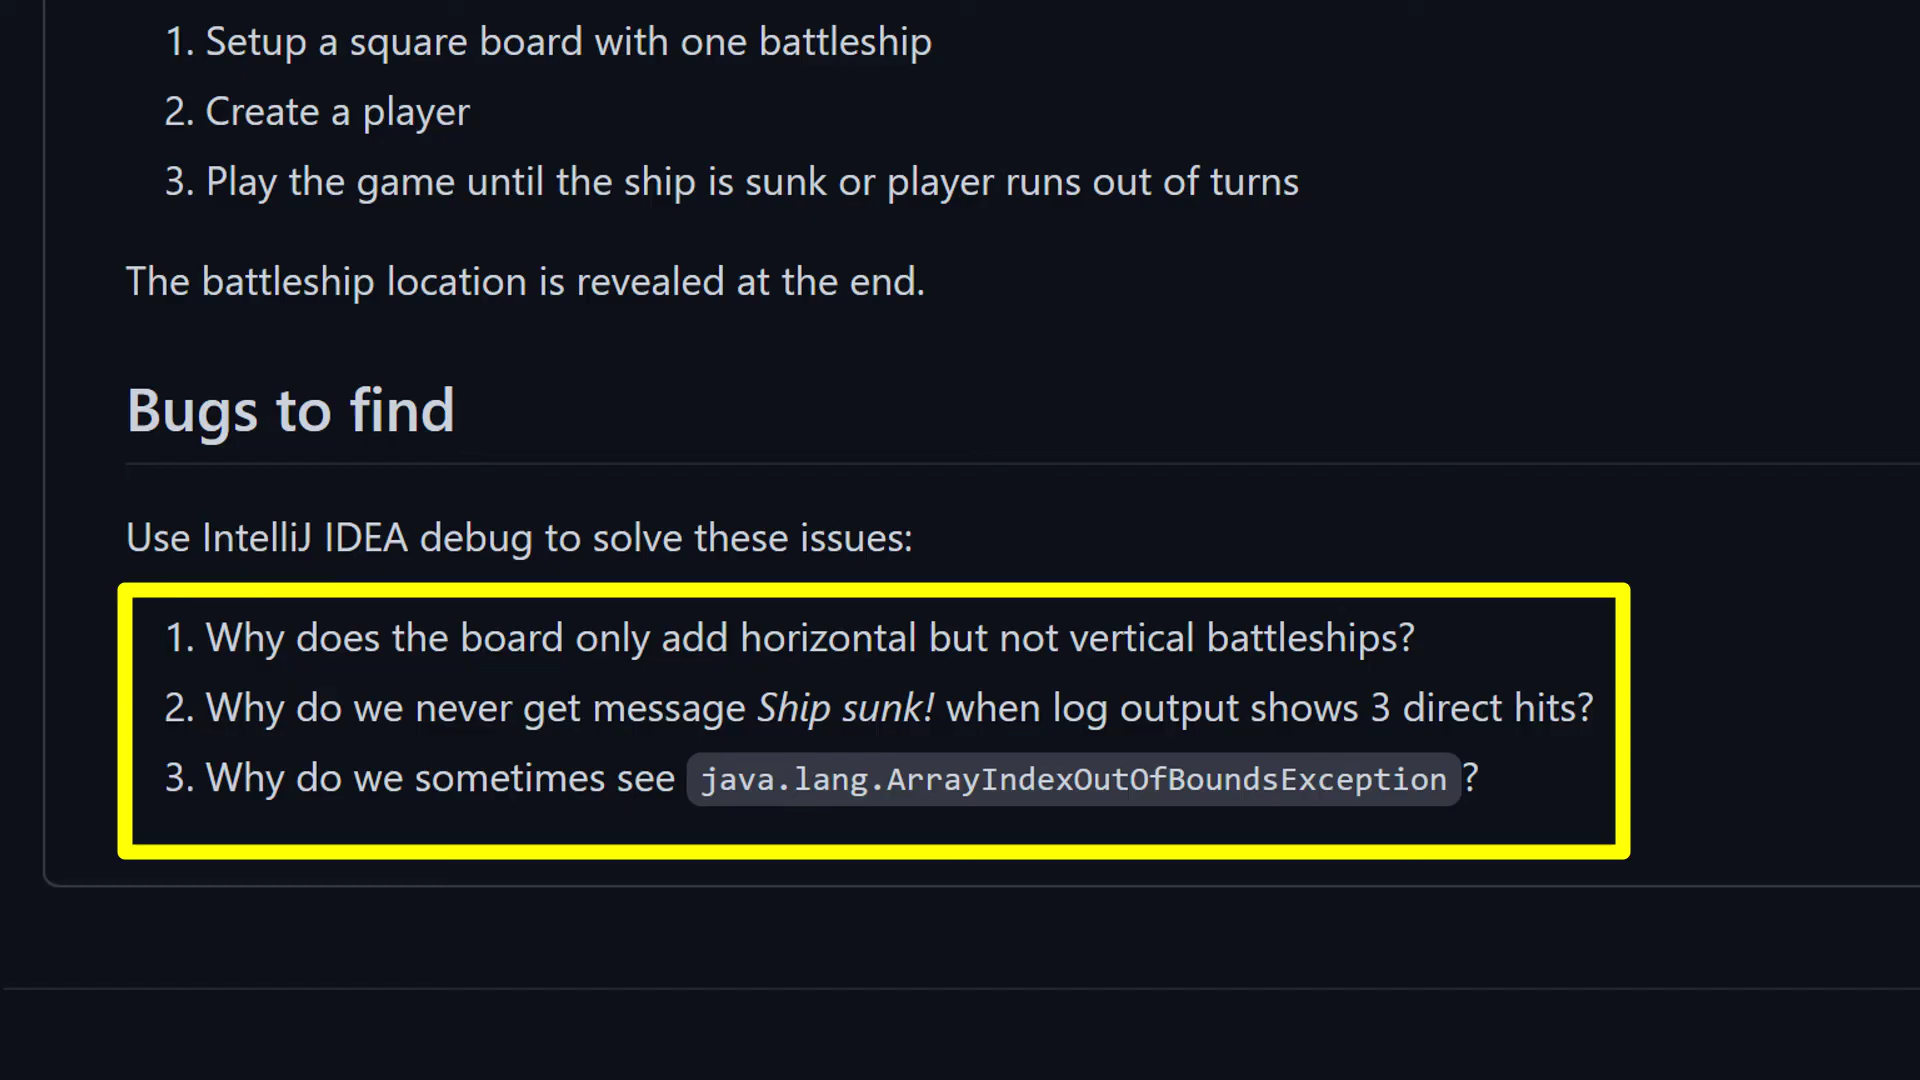 1. Setup a square board with one battleship
2. Create a player
3. Play the game until the ship is sunk or player runs out of turns
The battleship location is revealed at the end.
Bugs to find
Use IntelliJ IDEA debug to solve these issues:
1. Why does the board only add horizontal but not vertical battleships?
2. Why do we never get message Ship sunk! when log output shows 3 direct hits?
3. Why do we sometimes see java.lang.ArrayIndexOutOfBoundsException?